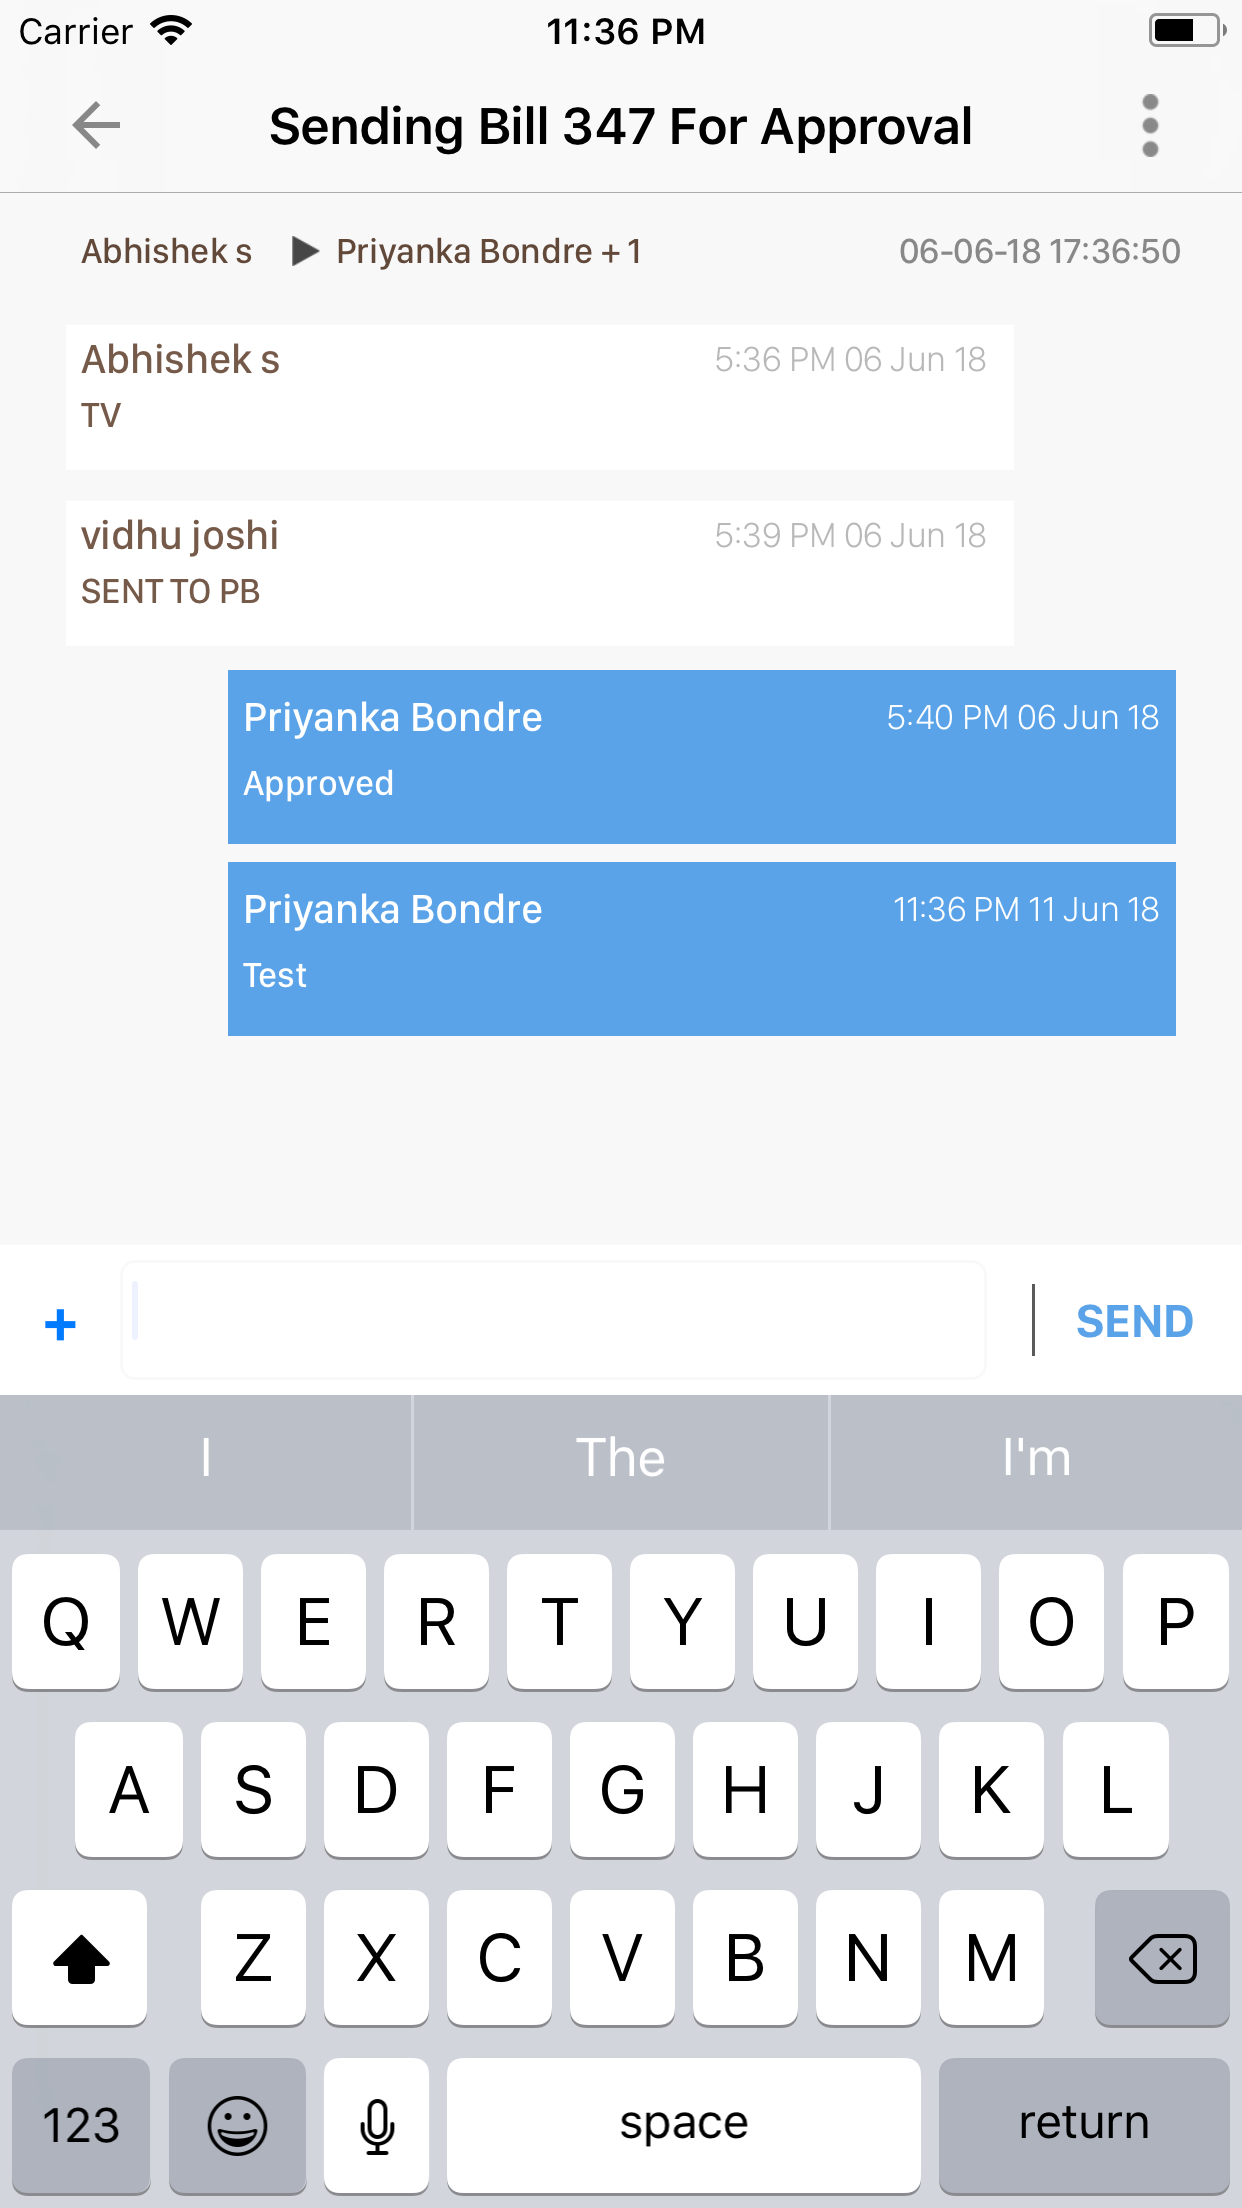 Carrier 11:36 PM
Sending Bill 347 For Approval
Abhishek s ▶ Priyanka Bondre + 1 06-06-18 17:36:50
Abhishek s 5:36 PM 06 Jun 18
TV
vidhu joshi 5:39 PM 06 Jun 18
SENT TO PB
Priyanka Bondre 5:40 PM 06 Jun 18
Approved
Priyanka Bondre 11:36 PM 11 Jun 18
Test
+ SEND
I The I'm
Q W E R T Y U I O P
A S D F G H J K L
Z X C V B N M
123 space return